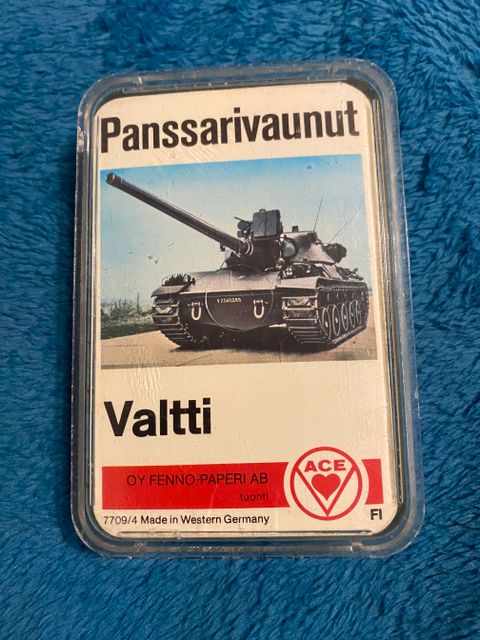 Panssarivaunut
Valtti
OY FENNO-PAPERI AB
tuonti
ACE
7709/4 Made in Western Germany
FI